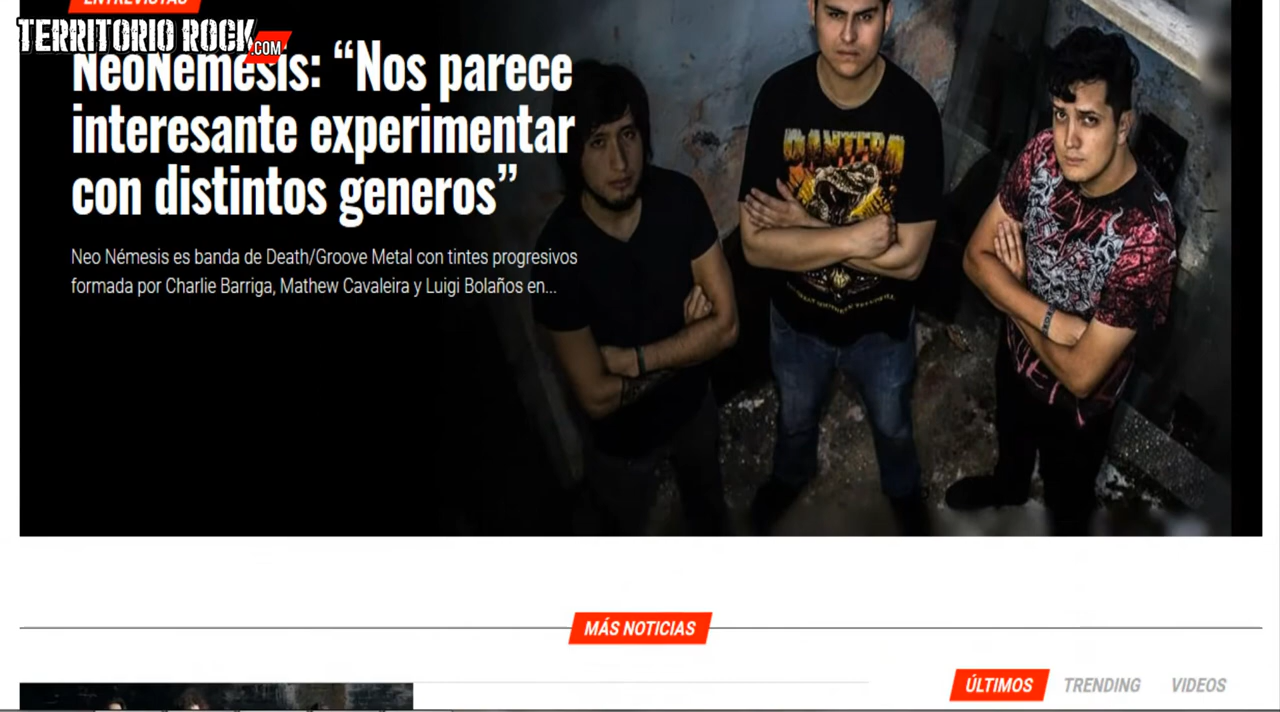 ENTREVISTAS
TERRITORIO ROCK
.COM
NeoNemesis: “Nos parece
interesante experimentar
con distintos generos”
Neo Némesis es banda de Death/Groove Metal con tintes progresivos
formada por Charlie Barriga, Mathew Cavaleira y Luigi Bolaños en...
PANTERA
MÁS NOTICIAS
ÚLTIMOS TRENDING VIDEOS